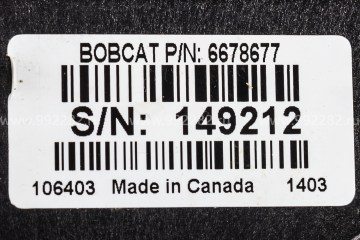 BOBCAT P/N: 6678677
S/N: 149212
106403 Made in Canada 1403